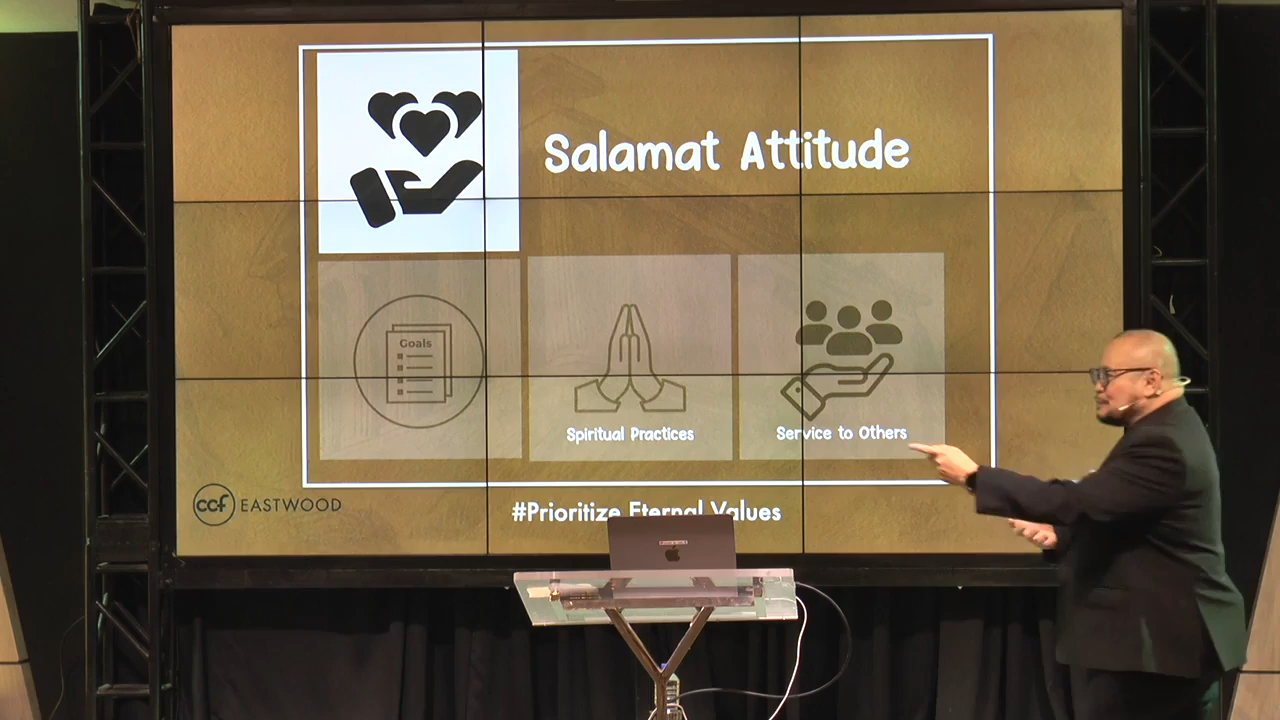 Salamat Attitude
Goals
Spiritual Practices
Service to Others
ccf EASTWOOD
#Prioritize Eternal Values